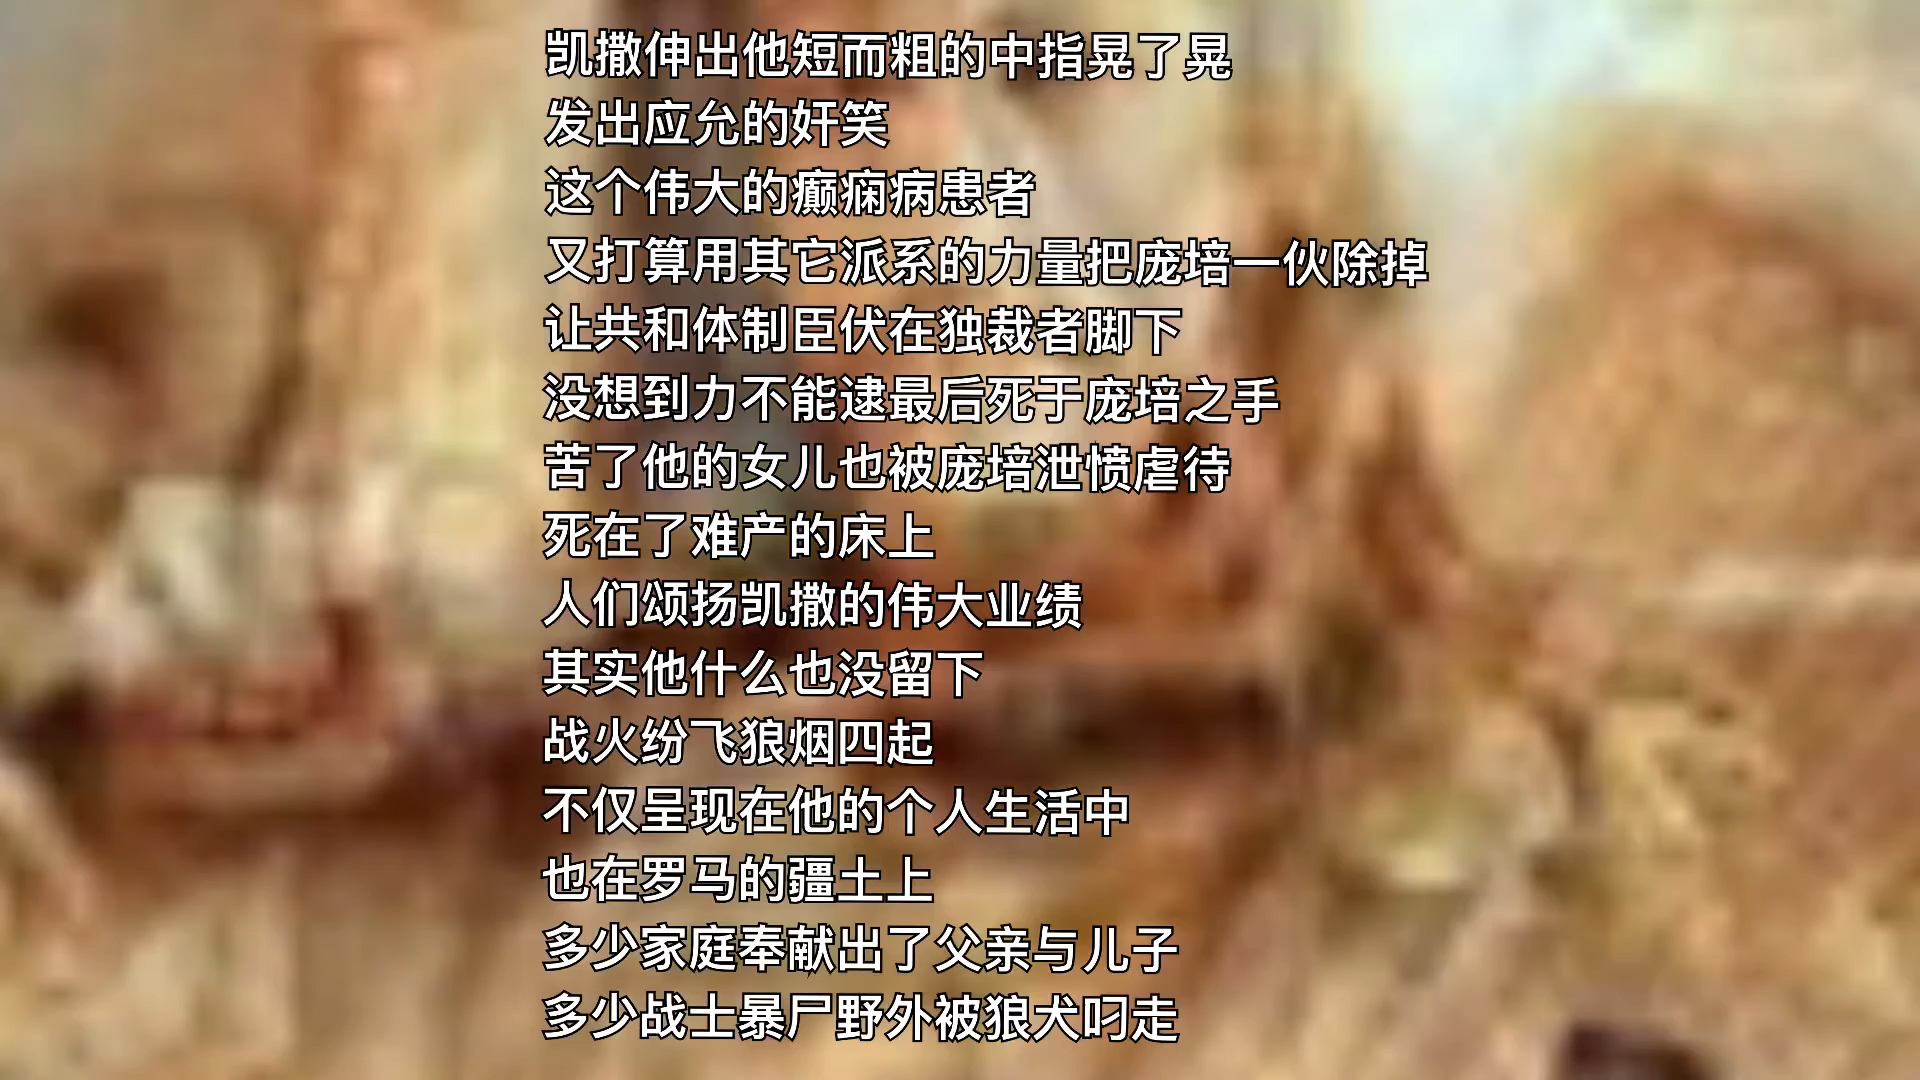 凯撒伸出他短而粗的中指晃了晃
发出应允的奸笑
这个伟大的癫痫病患者
又打算用其它派系的力量把庞培一伙除掉
让共和体制臣伏在独裁者脚下
没想到力不能逮最后死于庞培之手
苦了他的女儿也被庞培泄愤虐待
死在了难产的床上
人们颂扬凯撒的伟大业绩
其实他什么也没留下
战火纷飞狼烟四起
不仅呈现在他的个人生活中
也在罗马的疆土上
多少家庭奉献出了父亲与儿子
多少战士暴尸野外被狼犬叼走